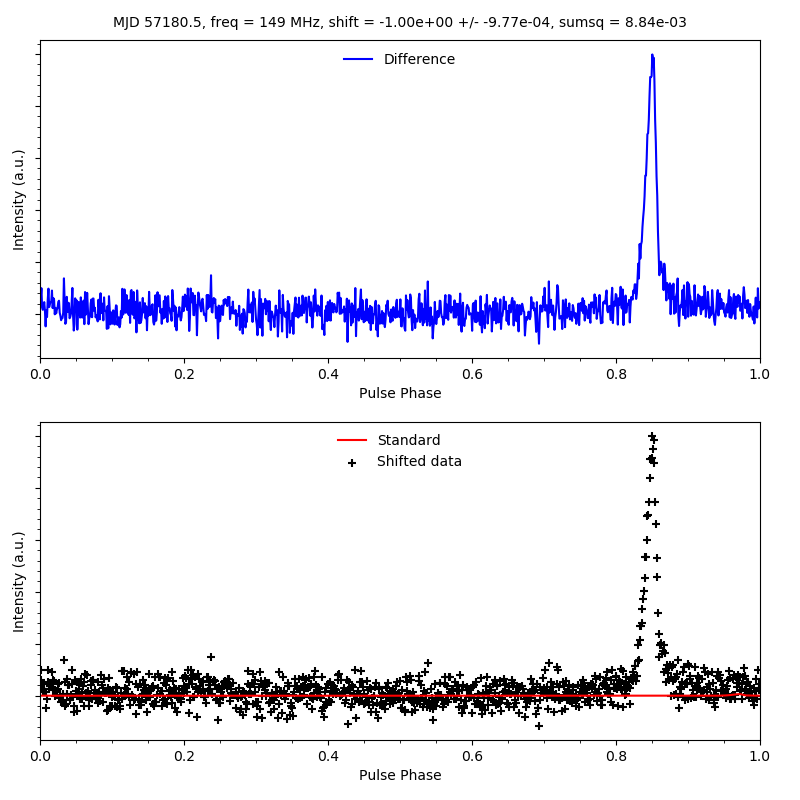 MJD 57180.5, freq = 149 MHz, shift = -1.00e+00 +/- -9.77e-04, sumsq = 8.84e-03
Difference
Intensity (a.u.)
0.0 0.2 0.4 0.6 0.8 1.0
Pulse Phase
Standard
Shifted data
Intensity (a.u.)
0.0 0.2 0.4 0.6 0.8 1.0
Pulse Phase